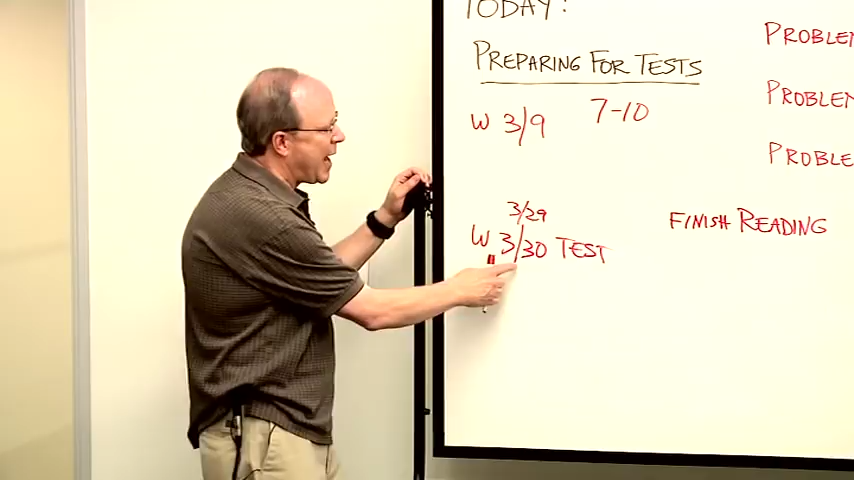 TODAY:
PREPARING FOR TESTS
W 3/9 7-10
3/29
W 3/30 TEST
PROBLEM
PROBLEM
PROBLE
FINISH READING